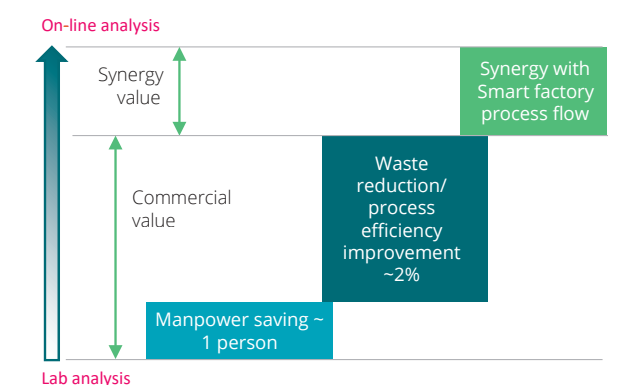 On-line analysis
Synergy
value
Synergy with
Smart factory
process flow
Commercial
value
Waste
reduction/
process
efficiency
improvement
~2%
Manpower saving ~
1 person
Lab analysis